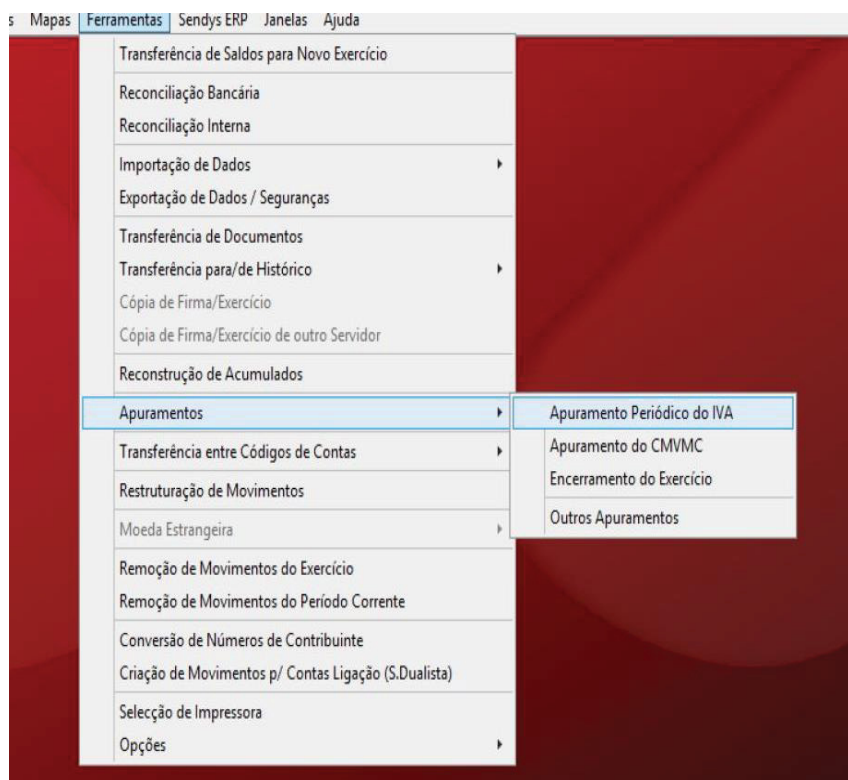 s Mapas Ferramentas Sendys ERP Janelas Ajuda
Transferência de Saldos para Novo Exercício
Reconciliação Bancária
Reconciliação Interna
Importação de Dados
Exportação de Dados / Seguranças
Transferência de Documentos
Transferência para/de Histórico
Cópia de Firma/Exercício
Cópia de Firma/Exercício de outro Servidor
Reconstrução de Acumulados
Apuramentos
Apuramento Periódico do IVA
Apuramento do CMVMC
Encerramento do Exercício
Outros Apuramentos
Transferência entre Códigos de Contas
Restruturação de Movimentos
Moeda Estrangeira
Remoção de Movimentos do Exercício
Remoção de Movimentos do Período Corrente
Conversão de Números de Contribuinte
Criação de Movimentos p/ Contas Ligação (S.Dualista)
Selecção de Impressora
Opções